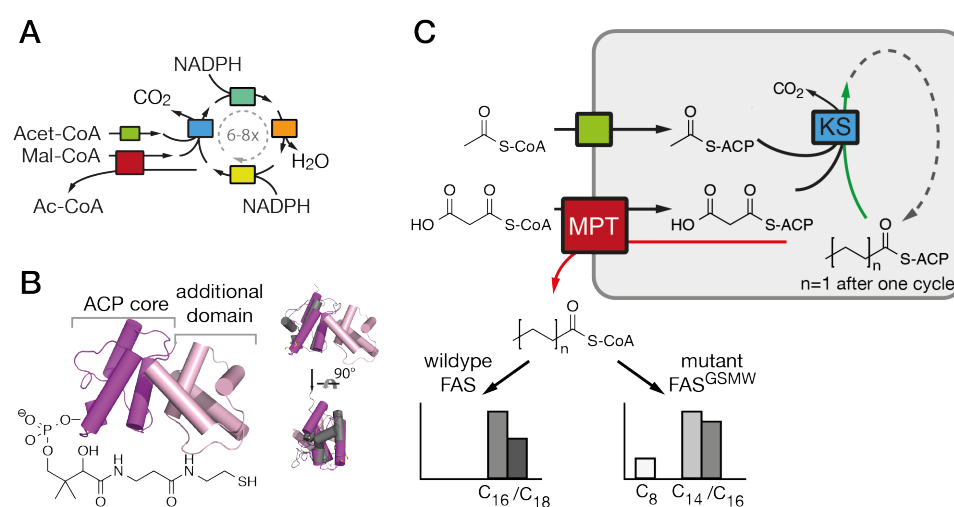 A
NADPH
CO2
Acet-CoA
6-8x
Mal-CoA
H2O
Ac-CoA
NADPH
B
ACP core
additional
domain
90°
⊖O
O
P
O
O
OH
O
N
H
O
N
H
SH
C
CO2
KS
O
S-CoA
O
S-ACP
O
O
HO
S-CoA
MPT
O
O
HO
S-ACP
O
[ ]n
S-ACP
n=1 after one cycle
O
[ ]n
S-CoA
wildype
FAS
mutant
FASGSMW
C16/C18
C8
C14/C16